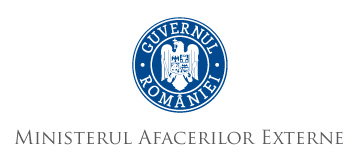 GUVERNUL
ROMÂNIEI
MINISTERUL AFACERILOR EXTERNE